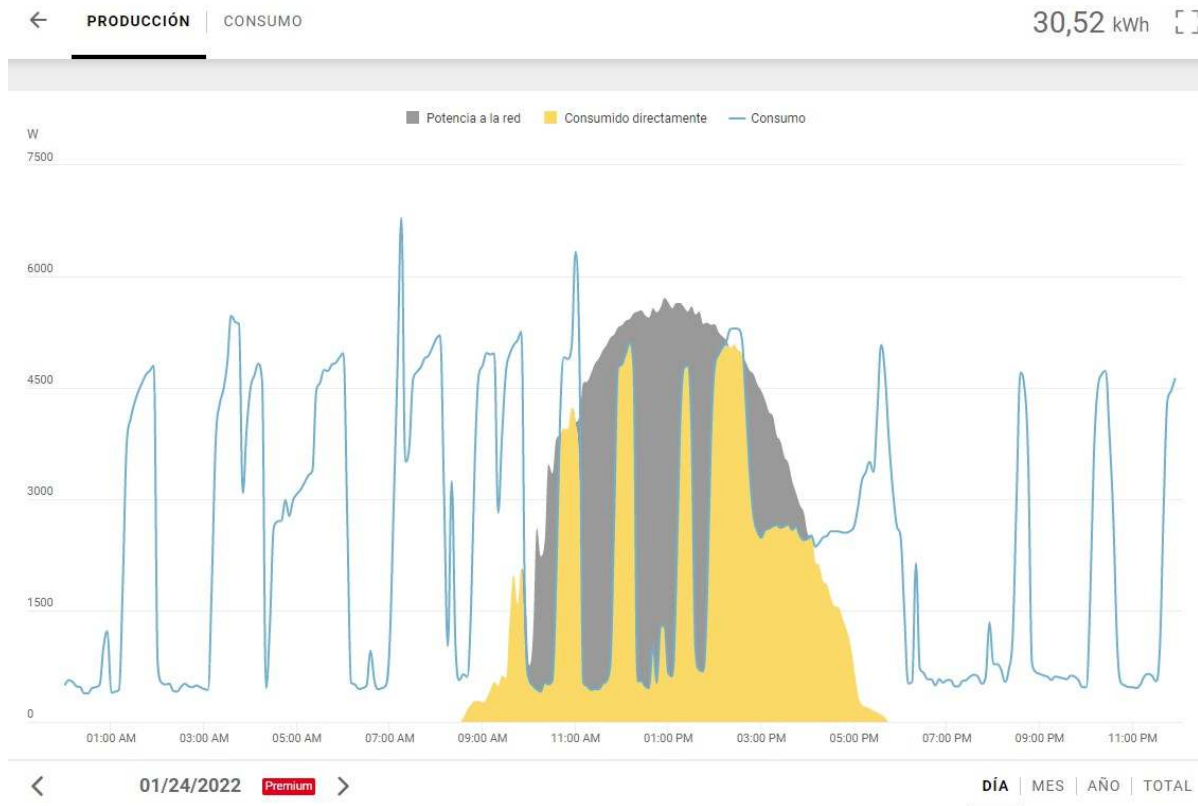 PRODUCCIÓN CONSUMO 30,52 kWh
Potencia a la red Consumido directamente Consumo
W
7500
6000
4500
3000
1500
0
01:00 AM 03:00 AM 05:00 AM 07:00 AM 09:00 AM 11:00 AM 01:00 PM 03:00 PM 05:00 PM 07:00 PM 09:00 PM 11:00 PM
01/24/2022 Premium DÍA MES AÑO TOTAL